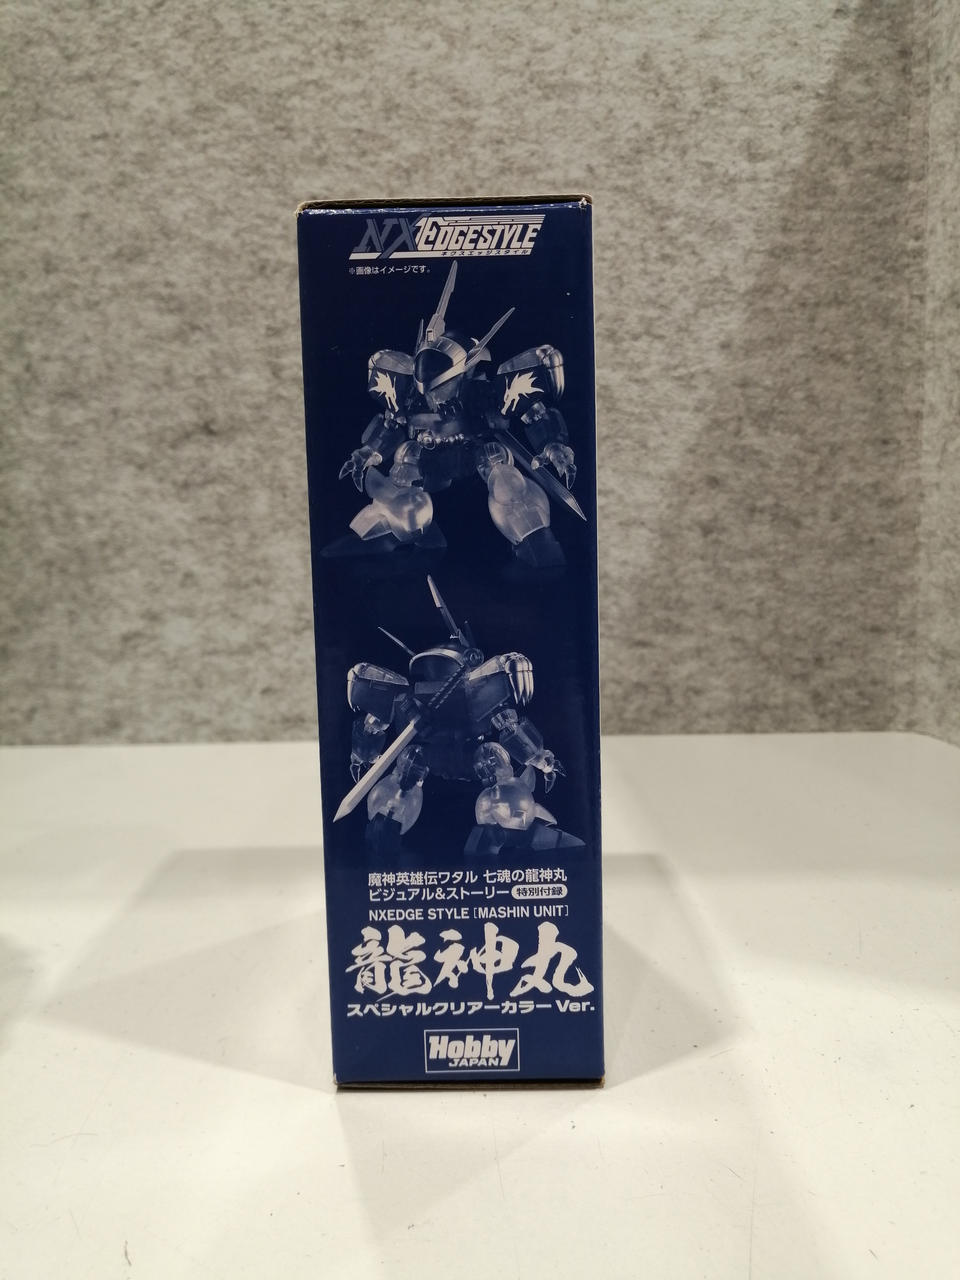 NXEDGESTYLE
ネクスエッジスタイル
※画像はイメージです。
魔神英雄伝ワタル 七魂の龍神丸
ビジュアル&ストーリー 特別付録
NXEDGE STYLE [MASHIN UNIT]
龍神丸
スペシャルクリアーカラー Ver.
Hobby
JAPAN